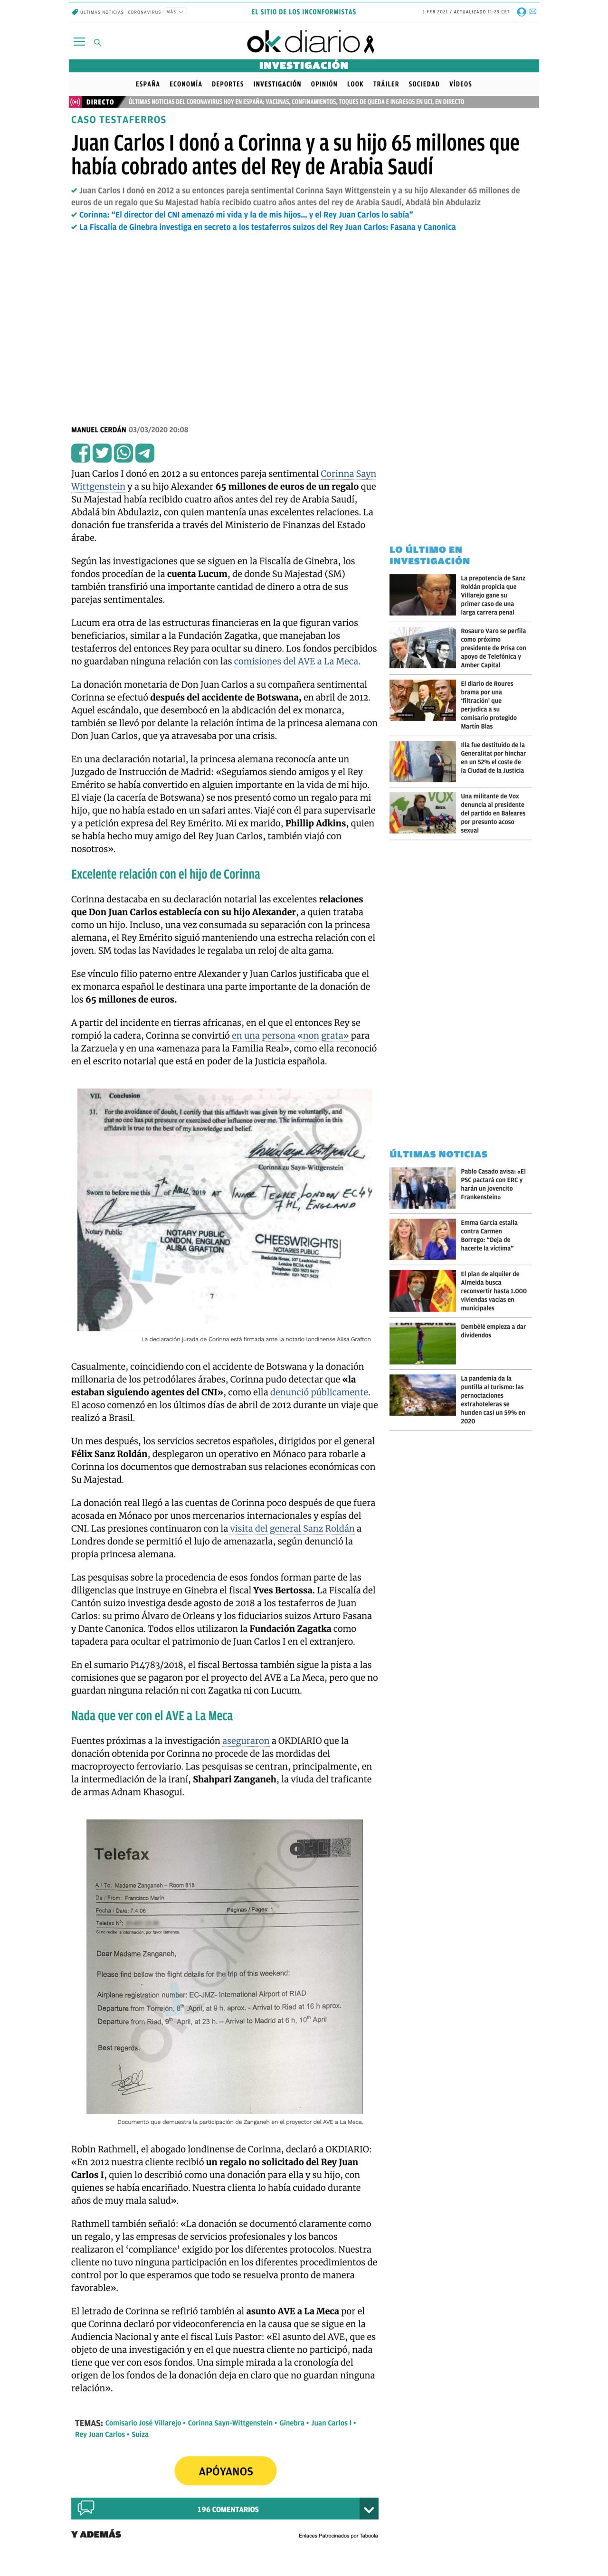 ÚLTIMAS NOTICIAS CORONAVIRUS MÁS
EL SITIO DE LOS INCONFORMISTAS
1 FEB 2021 / ACTUALIZADO 11:29 CET
okdiario
INVESTIGACIÓN
ESPAÑA ECONOMÍA DEPORTES INVESTIGACIÓN OPINIÓN LOOK TRÁILER SOCIEDAD VÍDEOS
DIRECTO ÚLTIMAS NOTICIAS DEL CORONAVIRUS HOY EN ESPAÑA: VACUNAS, CONFINAMIENTOS, TOQUES DE QUEDA E INGRESOS EN UCI, EN DIRECTO
CASO TESTAFERROS
Juan Carlos I donó a Corinna y a su hijo 65 millones que
había cobrado antes del Rey de Arabia Saudí
Juan Carlos I donó en 2012 a su entonces pareja sentimental Corinna Sayn Wittgenstein y a su hijo Alexander 65 millones de
euros de un regalo que Su Majestad había recibido cuatro años antes del rey de Arabia Saudí, Abdalá bin Abdulaziz
Corinna: “El director del CNI amenazó mi vida y la de mis hijos... y el Rey Juan Carlos lo sabía”
La Fiscalía de Ginebra investiga en secreto a los testaferros suizos del Rey Juan Carlos: Fasana y Canonica
MANUEL CERDÁN 03/03/2020 20:08
Juan Carlos I donó en 2012 a su entonces pareja sentimental Corinna Sayn
Wittgenstein y a su hijo Alexander 65 millones de euros de un regalo que
Su Majestad había recibido cuatro años antes del rey de Arabia Saudí,
Abdalá bin Abdulaziz, con quien mantenía unas excelentes relaciones. La
donación fue transferida a través del Ministerio de Finanzas del Estado
árabe.
Según las investigaciones que se siguen en la Fiscalía de Ginebra, los
fondos procedían de la cuenta Lucum, de donde Su Majestad (SM)
también transfirió una importante cantidad de dinero a otra de sus
parejas sentimentales.
Lucum era otra de las estructuras financieras en la que figuran varios
beneficiarios, similar a la Fundación Zagatka, que manejaban los
testaferros del entonces Rey para ocultar su dinero. Los fondos percibidos
no guardaban ninguna relación con las comisiones del AVE a La Meca.
La donación monetaria de Don Juan Carlos a su compañera sentimental
Corinna se efectuó después del accidente de Botswana, en abril de 2012.
Aquel escándalo, que desembocó en la abdicación del ex monarca,
también se llevó por delante la relación íntima de la princesa alemana con
Don Juan Carlos, que ya atravesaba por una crisis.
En una declaración notarial, la princesa alemana reconocía ante un
Juzgado de Instrucción de Madrid: «Seguíamos siendo amigos y el Rey
Emérito se había convertido en alguien importante en la vida de mi hijo.
El viaje (la cacería de Botswana) se nos presentó como un regalo para mi
hijo, que no había estado en un safari antes. Viajé con él para supervisarle
y a petición expresa del Rey Emérito. Mi ex marido, Phillip Adkins, quien
se había hecho muy amigo del Rey Juan Carlos, también viajó con
nosotros».
Excelente relación con el hijo de Corinna
Corinna destacaba en su declaración notarial las excelentes relaciones
que Don Juan Carlos establecía con su hijo Alexander, a quien trataba
como un hijo. Incluso, una vez consumada su separación con la princesa
alemana, el Rey Emérito siguió manteniendo una estrecha relación con el
joven. SM todas las Navidades le regalaba un reloj de alta gama.
Ese vínculo filio paterno entre Alexander y Juan Carlos justificaba que el
ex monarca español le destinara una parte importante de la donación de
los 65 millones de euros.
A partir del incidente en tierras africanas, en el que el entonces Rey se
rompió la cadera, Corinna se convirtió en una persona «non grata» para
la Zarzuela y en una «amenaza para la Familia Real», como ella reconoció
en el escrito notarial que está en poder de la Justicia española.
VII. Conclusion
31. For the avoidance of doubt, I certify that this affidavit was given by me voluntarily, and
that no one has put pressure or exercised other influence over me. The information in this
affidavit is true to the best of my knowledge and belief.
Corinna zu Sayn-Wittgenstein
Sworn to before me this 9th of April, 2019 AT INNER TEMPLE LONDON EC4Y
7HL, ENGLAND
Notary Public
NOTARY PUBLIC
LONDON, ENGLAND
ALISA GRAFTON
CHEESWRIGHTS
NOTARIES PUBLIC
7
okdiario
La declaración jurada de Corina está firmada ante la notario londinense Alisa Grafton.
Casualmente, coincidiendo con el accidente de Botswana y la donación
millonaria de los petrodólares árabes, Corinna pudo detectar que «la
estaban siguiendo agentes del CNI», como ella denunció públicamente.
El acoso comenzó en los últimos días de abril de 2012 durante un viaje que
realizó a Brasil.
Un mes después, los servicios secretos españoles, dirigidos por el general
Félix Sanz Roldán, desplegaron un operativo en Mónaco para robarle a
Corinna los documentos que demostraban sus relaciones económicas con
Su Majestad.
La donación real llegó a las cuentas de Corinna poco después de que fuera
acosada en Mónaco por unos mercenarios internacionales y espías del
CNI. Las presiones continuaron con la visita del general Sanz Roldán a
Londres donde se permitió el lujo de amenazarla, según denunció la
propia princesa alemana.
Las pesquisas sobre la procedencia de esos fondos forman parte de las
diligencias que instruye en Ginebra el fiscal Yves Bertossa. La Fiscalía del
Cantón suizo investiga desde agosto de 2018 a los testaferros de Juan
Carlos: su primo Álvaro de Orleans y los fiduciarios suizos Arturo Fasana
y Dante Canonica. Todos ellos utilizaron la Fundación Zagatka como
tapadera para ocultar el patrimonio de Juan Carlos I en el extranjero.
En el sumario P14783/2018, el fiscal Bertossa también sigue la pista a las
comisiones que se pagaron por el proyecto del AVE a La Meca, pero que no
guardan ninguna relación ni con Zagatka ni con Lucum.
Nada que ver con el AVE a La Meca
Fuentes próximas a la investigación aseguraron a OKDIARIO que la
donación obtenida por Corinna no procede de las mordidas del
macroproyecto ferroviario. Las pesquisas se centran, principalmente, en
la intermediación de la iraní, Shahpari Zanganeh, la viuda del traficante
de armas Adnam Khasogui.
Telefax
OHL
A / To: Madame Zanganeh – Room 818
De / From: Francisco Marín
Fecha / Date: 7.4.06 Páginas / Pages: 1
Telefax Nº:
Si no recibe la información, por favor llámenos.
Dear Madame Zanganeh,
Please find bellow the flight details for the trip of this weekend:
Airplane registration number: EC-JMZ- International Airport of RIAD
Departure from Torrejón, 8th April, at 9 h. aprox. - Arrival to Riad at 16 h aprox.
Departure from Riad, 9th April, at 23 h. – Arrival to Madrid at 6 h, 10th April
Best regards.
okdiario
Documento que demuestra la participación de Zanganeh en el proyector del AVE a La Meca.
Robin Rathmell, el abogado londinense de Corinna, declaró a OKDIARIO:
«En 2012 nuestra cliente recibió un regalo no solicitado del Rey Juan
Carlos I, quien lo describió como una donación para ella y su hijo, con
quienes se había encariñado. Nuestra clienta lo había cuidado durante
años de muy mala salud».
Rathmell también señaló: «La donación se documentó claramente como
un regalo, y las empresas de servicios profesionales y los bancos
realizaron el ‘compliance’ exigido por los diferentes protocolos. Nuestra
cliente no tuvo ninguna participación en los diferentes procedimientos de
control por lo que esperamos que todo se resuelva pronto de manera
favorable».
El letrado de Corinna se refirió también al asunto AVE a La Meca por el
que Corinna declaró por videoconferencia en la causa que se sigue en la
Audiencia Nacional y ante el fiscal Luis Pastor: «El asunto del AVE, que es
objeto de una investigación y en el que nuestra cliente no participó, nada
tiene que ver con esos fondos. Una simple mirada a la cronología del
origen de los fondos de la donación deja en claro que no guardan ninguna
relación».
TEMAS: Comisario José Villarejo • Corinna Sayn-Wittgenstein • Ginebra • Juan Carlos I •
Rey Juan Carlos • Suiza
APÓYANOS
196 COMENTARIOS
Y ADEMÁS
Enlaces Patrocinados por Taboola
LO ÚLTIMO EN
INVESTIGACIÓN
La prepotencia de Sanz
Roldán propicia que
Villarejo gane su
primer caso de una
larga carrera penal
Rosauro Varo se perfila
como próximo
presidente de Prisa con
apoyo de Telefónica y
Amber Capital
El diario de Roures
brama por una
‘filtración’ que
perjudica a su
comisario protegido
Martín Blas
Illa fue destituido de la
Generalitat por hinchar
en un 52% el coste de
la Ciudad de la Justicia
Una militante de Vox
denuncia al presidente
del partido en Baleares
por presunto acoso
sexual
ÚLTIMAS NOTICIAS
Pablo Casado avisa: «El
PSC pactará con ERC y
harán un jovencito
Frankenstein»
Emma García estalla
contra Carmen
Borrego: “Deja de
hacerte la víctima”
El plan de alquiler de
Almeida busca
reconvertir hasta 1.000
viviendas vacías en
municipales
Dembélé empieza a dar
dividendos
La pandemia da la
puntilla al turismo: las
pernoctaciones
extrahoteleras se
hunden casi un 59% en
2020